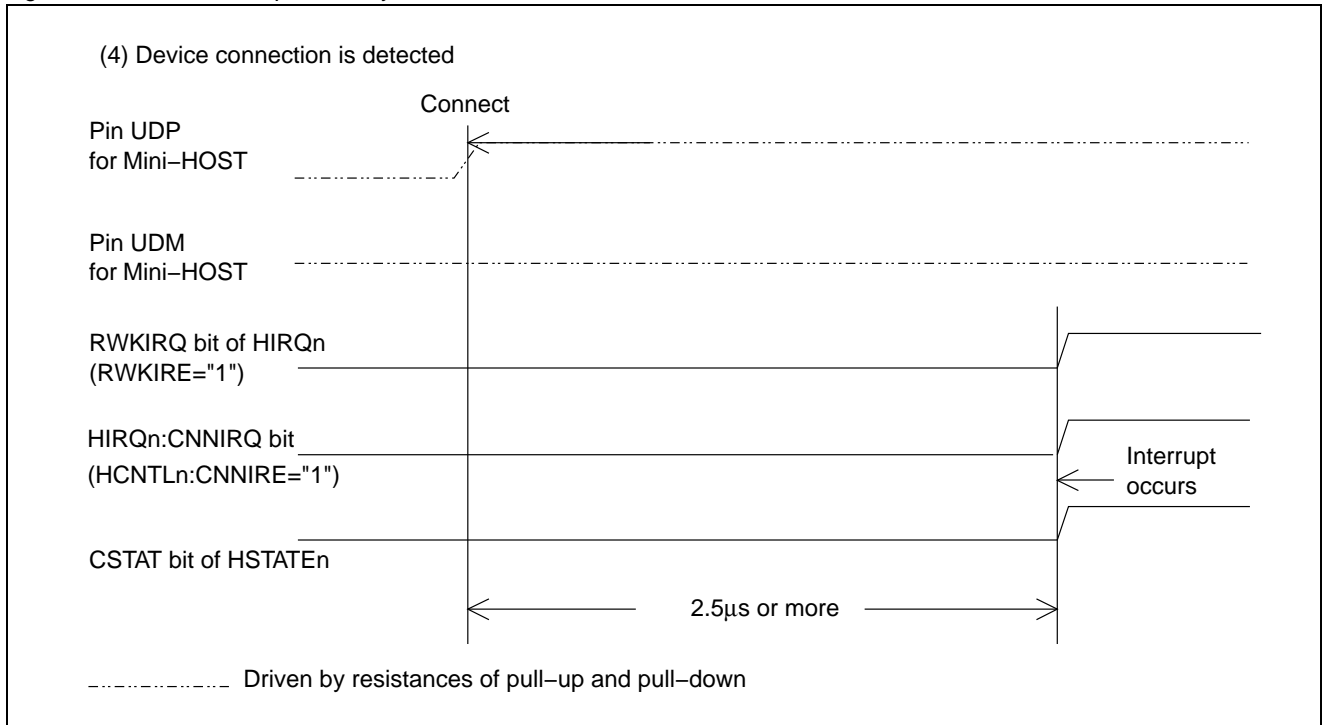 (4) Device connection is detected
Connect
Pin UDP
for Mini−HOST
Pin UDM
for Mini−HOST
RWKIRQ bit of HIRQn
(RWKIRE="1")
HIRQn:CNNIRQ bit
(HCNTLn:CNNIRE="1")
Interrupt
occurs
CSTAT bit of HSTATEn
2.5μs or more
Driven by resistances of pull−up and pull−down